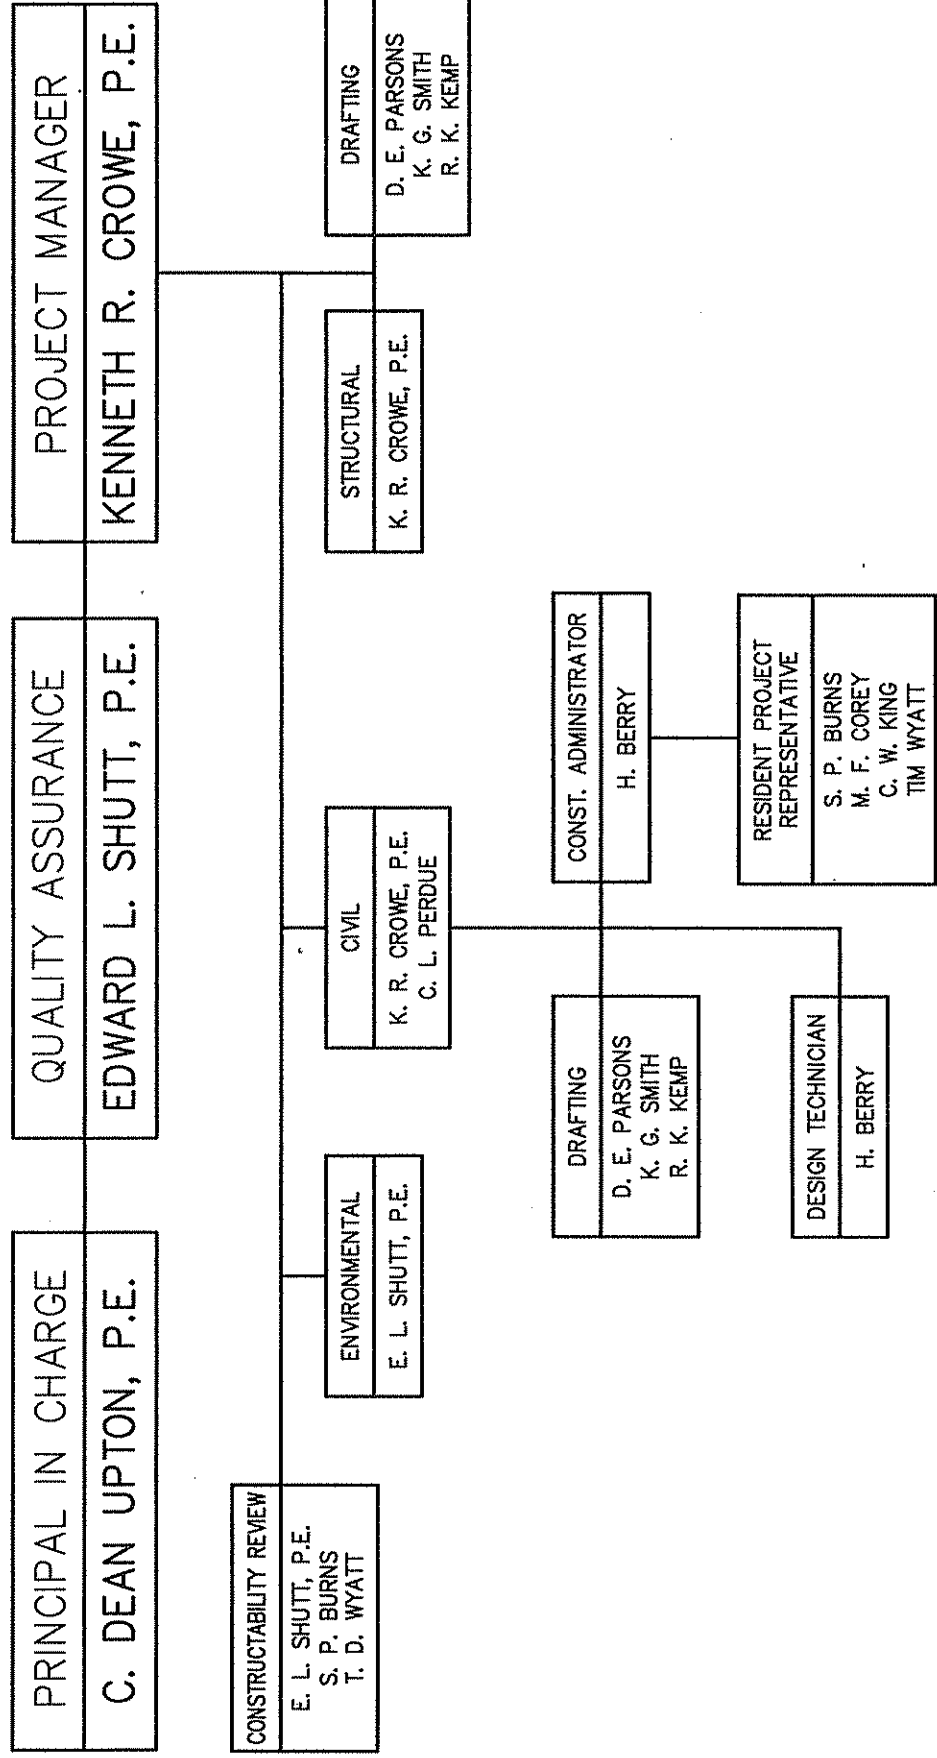 PRINCIPAL IN CHARGE
C. DEAN UPTON, P.E.
QUALITY ASSURANCE
EDWARD L. SHUTT, P.E.
PROJECT MANAGER
KENNETH R. CROWE, P.E.
CONSTRUCTABILITY REVIEW
E. L. SHUTT, P.E.
S. P. BURNS
T. D. WYATT
ENVIRONMENTAL
E. L. SHUTT, P.E.
CIVIL
K. R. CROWE, P.E.
C. L. PERDUE
STRUCTURAL
K. R. CROWE, P.E.
DRAFTING
D. E. PARSONS
K. G. SMITH
R. K. KEMP
DRAFTING
D. E. PARSONS
K. G. SMITH
R. K. KEMP
CONST. ADMINISTRATOR
H. BERRY
DESIGN TECHNICIAN
H. BERRY
RESIDENT PROJECT
REPRESENTATIVE
S. P. BURNS
M. F. COREY
C. W. KING
TIM WYATT